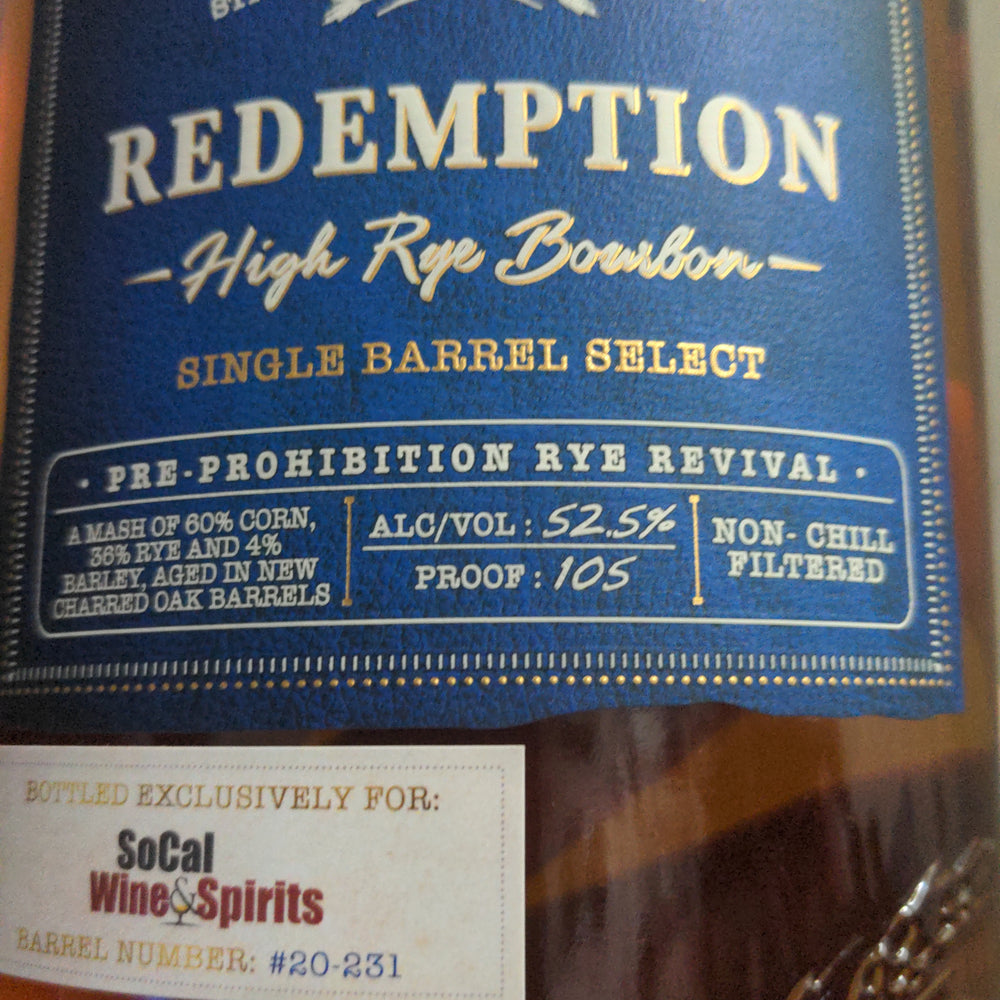 REDEMPTION
High Rye Bourbon
SINGLE BARREL SELECT
· PRE-PROHIBITION RYE REVIVAL ·
A MASH OF 60% CORN,
36% RYE AND 4%
BARLEY, AGED IN NEW
CHARRED OAK BARRELS
ALC/VOL : 52.5%
PROOF : 105
NON- CHILL
FILTERED
BOTTLED EXCLUSIVELY FOR:
SoCal
Wine&Spirits
BARREL NUMBER: #20-231